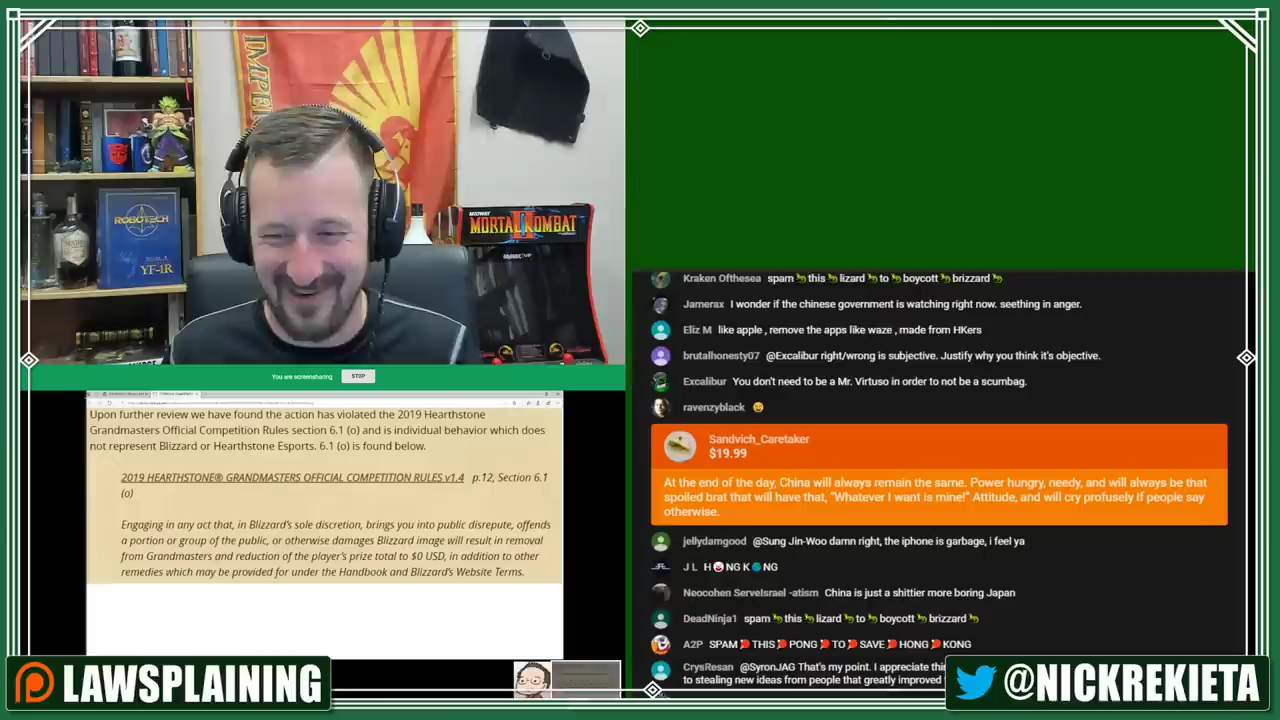 ROBOTECH
YF-1R
MIDWAY
MORTAL KOMBAT
II
You are screensharing
STOP
Upon further review we have found the action has violated the 2019 Hearthstone
Grandmasters Official Competition Rules section 6.1 (o) and is individual behavior which does
not represent Blizzard or Hearthstone Esports. 6.1 (o) is found below.
2019 HEARTHSTONE® GRANDMASTERS OFFICIAL COMPETITION RULES v1.4 p.12, Section 6.1
(o)
Engaging in any act that, in Blizzard's sole discretion, brings you into public disrepute, offends
a portion or group of the public, or otherwise damages Blizzard image will result in removal
from Grandmasters and reduction of the player's prize total to $0 USD, in addition to other
remedies which may be provided for under the Handbook and Blizzard's Website Terms.
Kraken Ofthesea spam 🦎 this 🦎 lizard 🦎 to 🦎 boycott 🦎 brizzard 🦎
Jamerax I wonder if the chinese government is watching right now. seething in anger.
Eliz M like apple , remove the apps like waze , made from HKers
brutalhonesty07 @Excalibur right/wrong is subjective. Justify why you think it's objective.
Excalibur You don't need to be a Mr. Virtuso in order to not be a scumbag.
ravenzyblack 😀
Sandvich_Caretaker
$19.99
At the end of the day, China will always remain the same. Power hungry, needy, and will always be that
spoiled brat that will have that, "Whatever I want is mine!" Attitude, and will cry profusely if people say
otherwise.
jellydamgood @Sung Jin-Woo damn right, the iphone is garbage, i feel ya
J L H🤡NG K🌏NG
Neocohen ServeIsrael -atism China is just a shittier more boring Japan
DeadNinja1 spam 🦎 this 🦎 lizard 🦎 to 🦎 boycott 🦎 brizzard 🦎
A2P SPAM🏓THIS🏓PONG🏓TO🏓SAVE🏓HONG🏓KONG
CrysResan @SyronJAG That's my point. I appreciate
to stealing new ideas from people that greatly improved
LAWSPLAINING
@NICKREKIETA